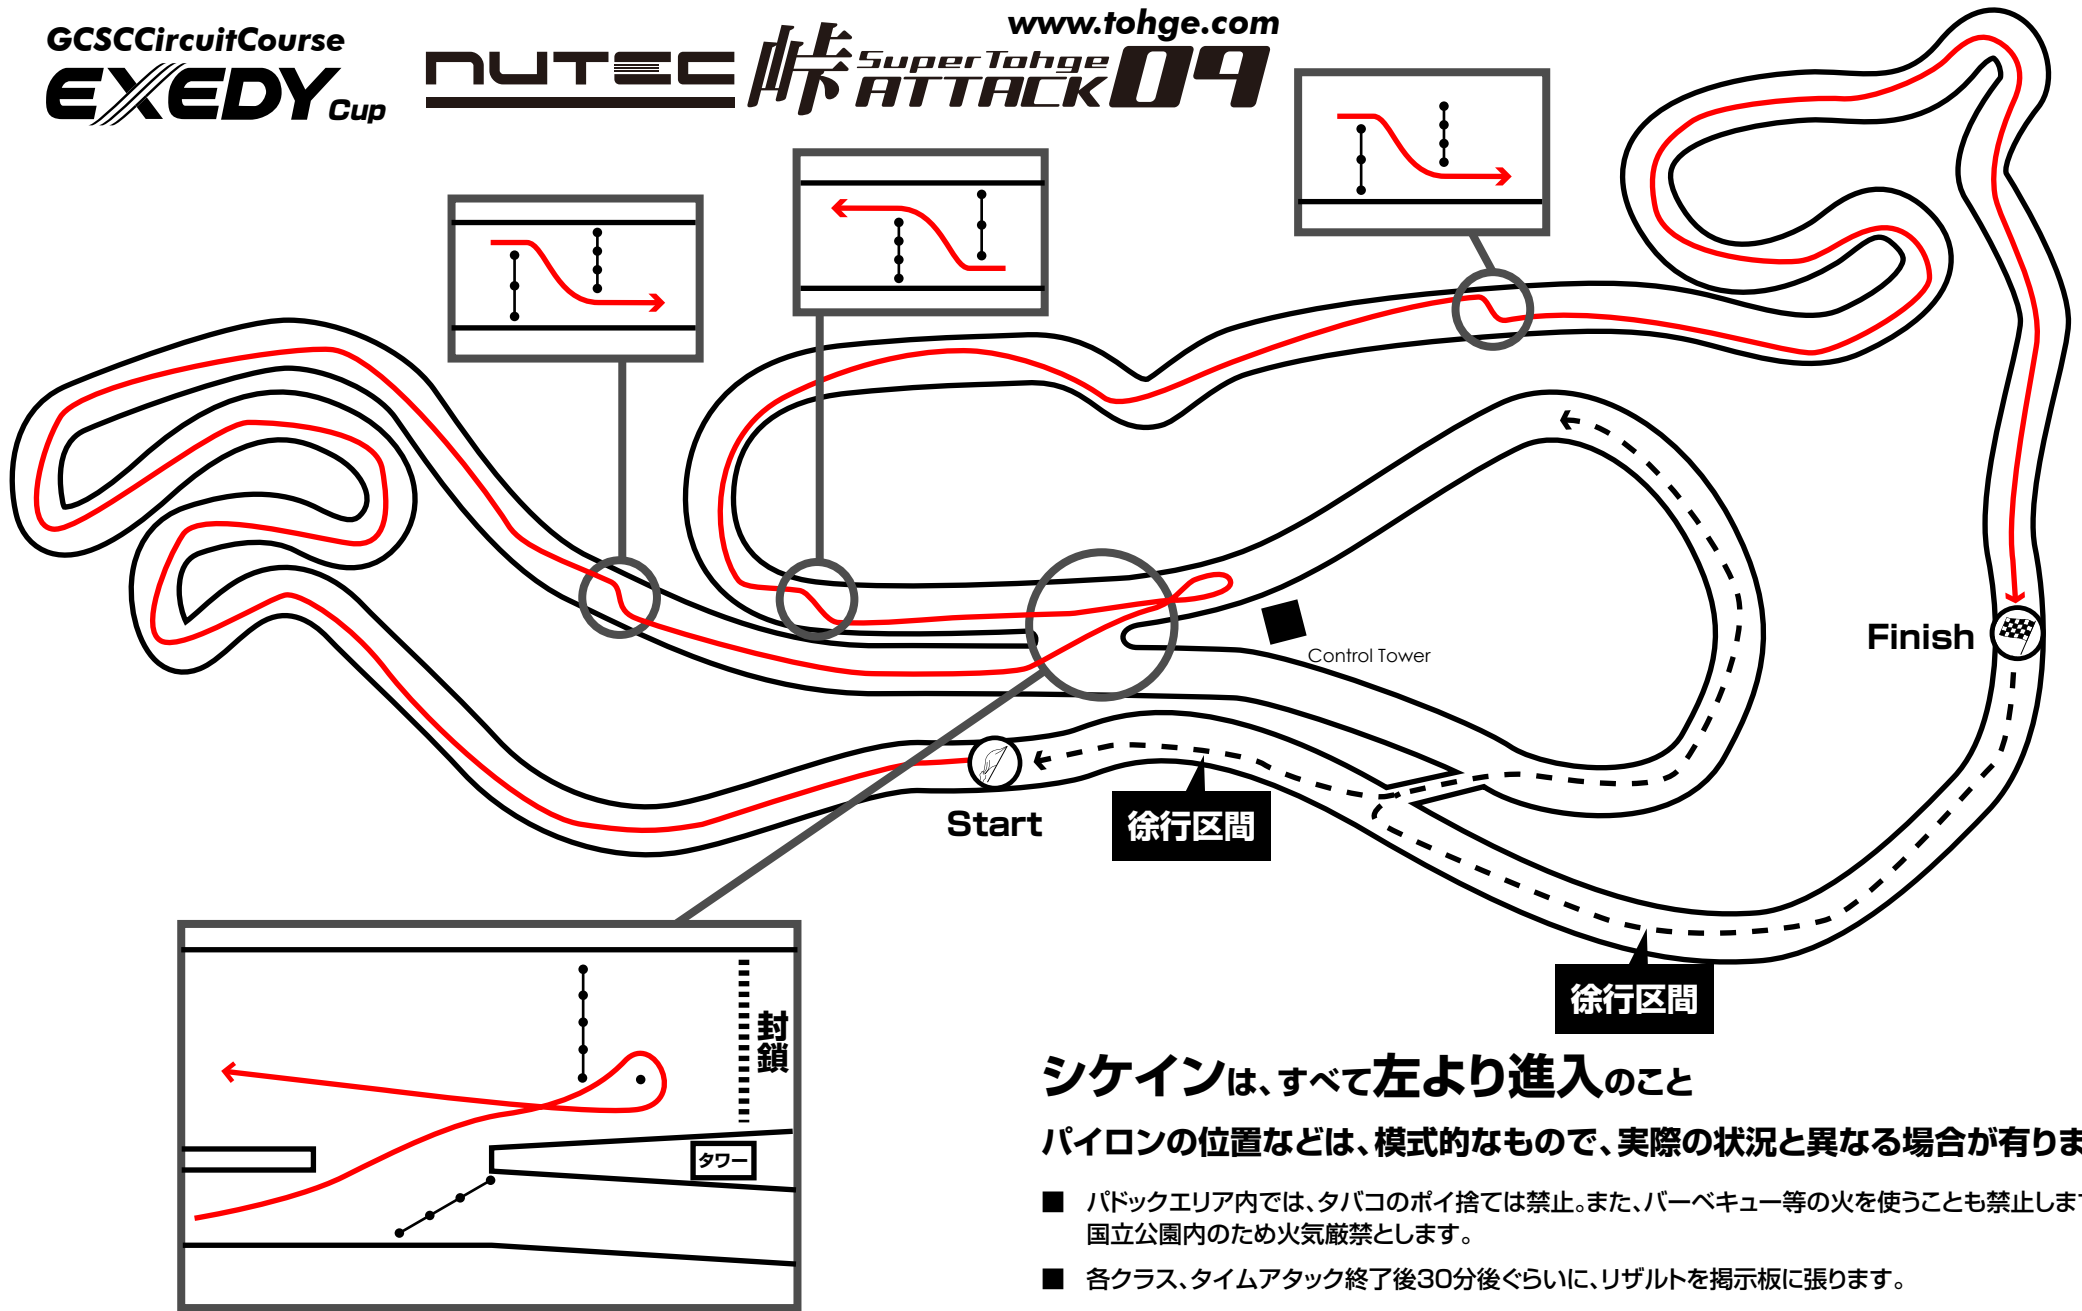 GCSCCircuitCourse
EXEDY Cup
NUTEC
www.tohge.com
峠 Super Tohge
ATTACK 09
Control Tower
Finish
Start
徐行区間
徐行区間
封鎖
タワー
シケインは、すべて左より進入のこと
パイロンの位置などは、模式的なもので、実際の状況と異なる場合が有りま
■ パドックエリア内では、タバコのポイ捨ては禁止。また、バーベキュー等の火を使うことも禁止しま
国立公園内のため火気厳禁とします。
■ 各クラス、タイムアタック終了後30分後ぐらいに、リザルトを掲示板に張ります。